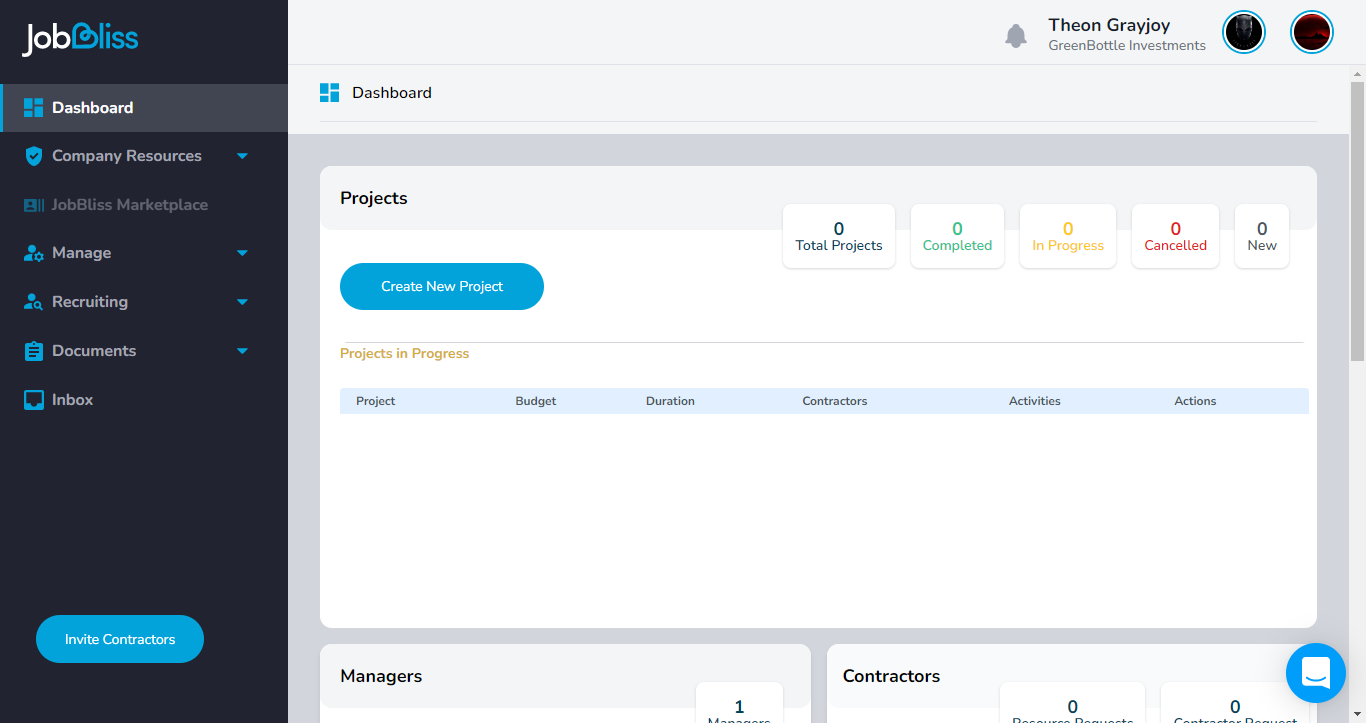 JobBliss
Theon Grayjoy
GreenBottle Investments
Dashboard
Company Resources
JobBliss Marketplace
Manage
Recruiting
Documents
Inbox
Invite Contractors
Dashboard
Projects
0 0 0 0 0
Total Projects Completed In Progress Cancelled New
Create New Project
Projects in Progress
Project Budget Duration Contractors Activities Actions
Managers
1
Managers
Contractors
0 0
Resource Requests Contractor Request